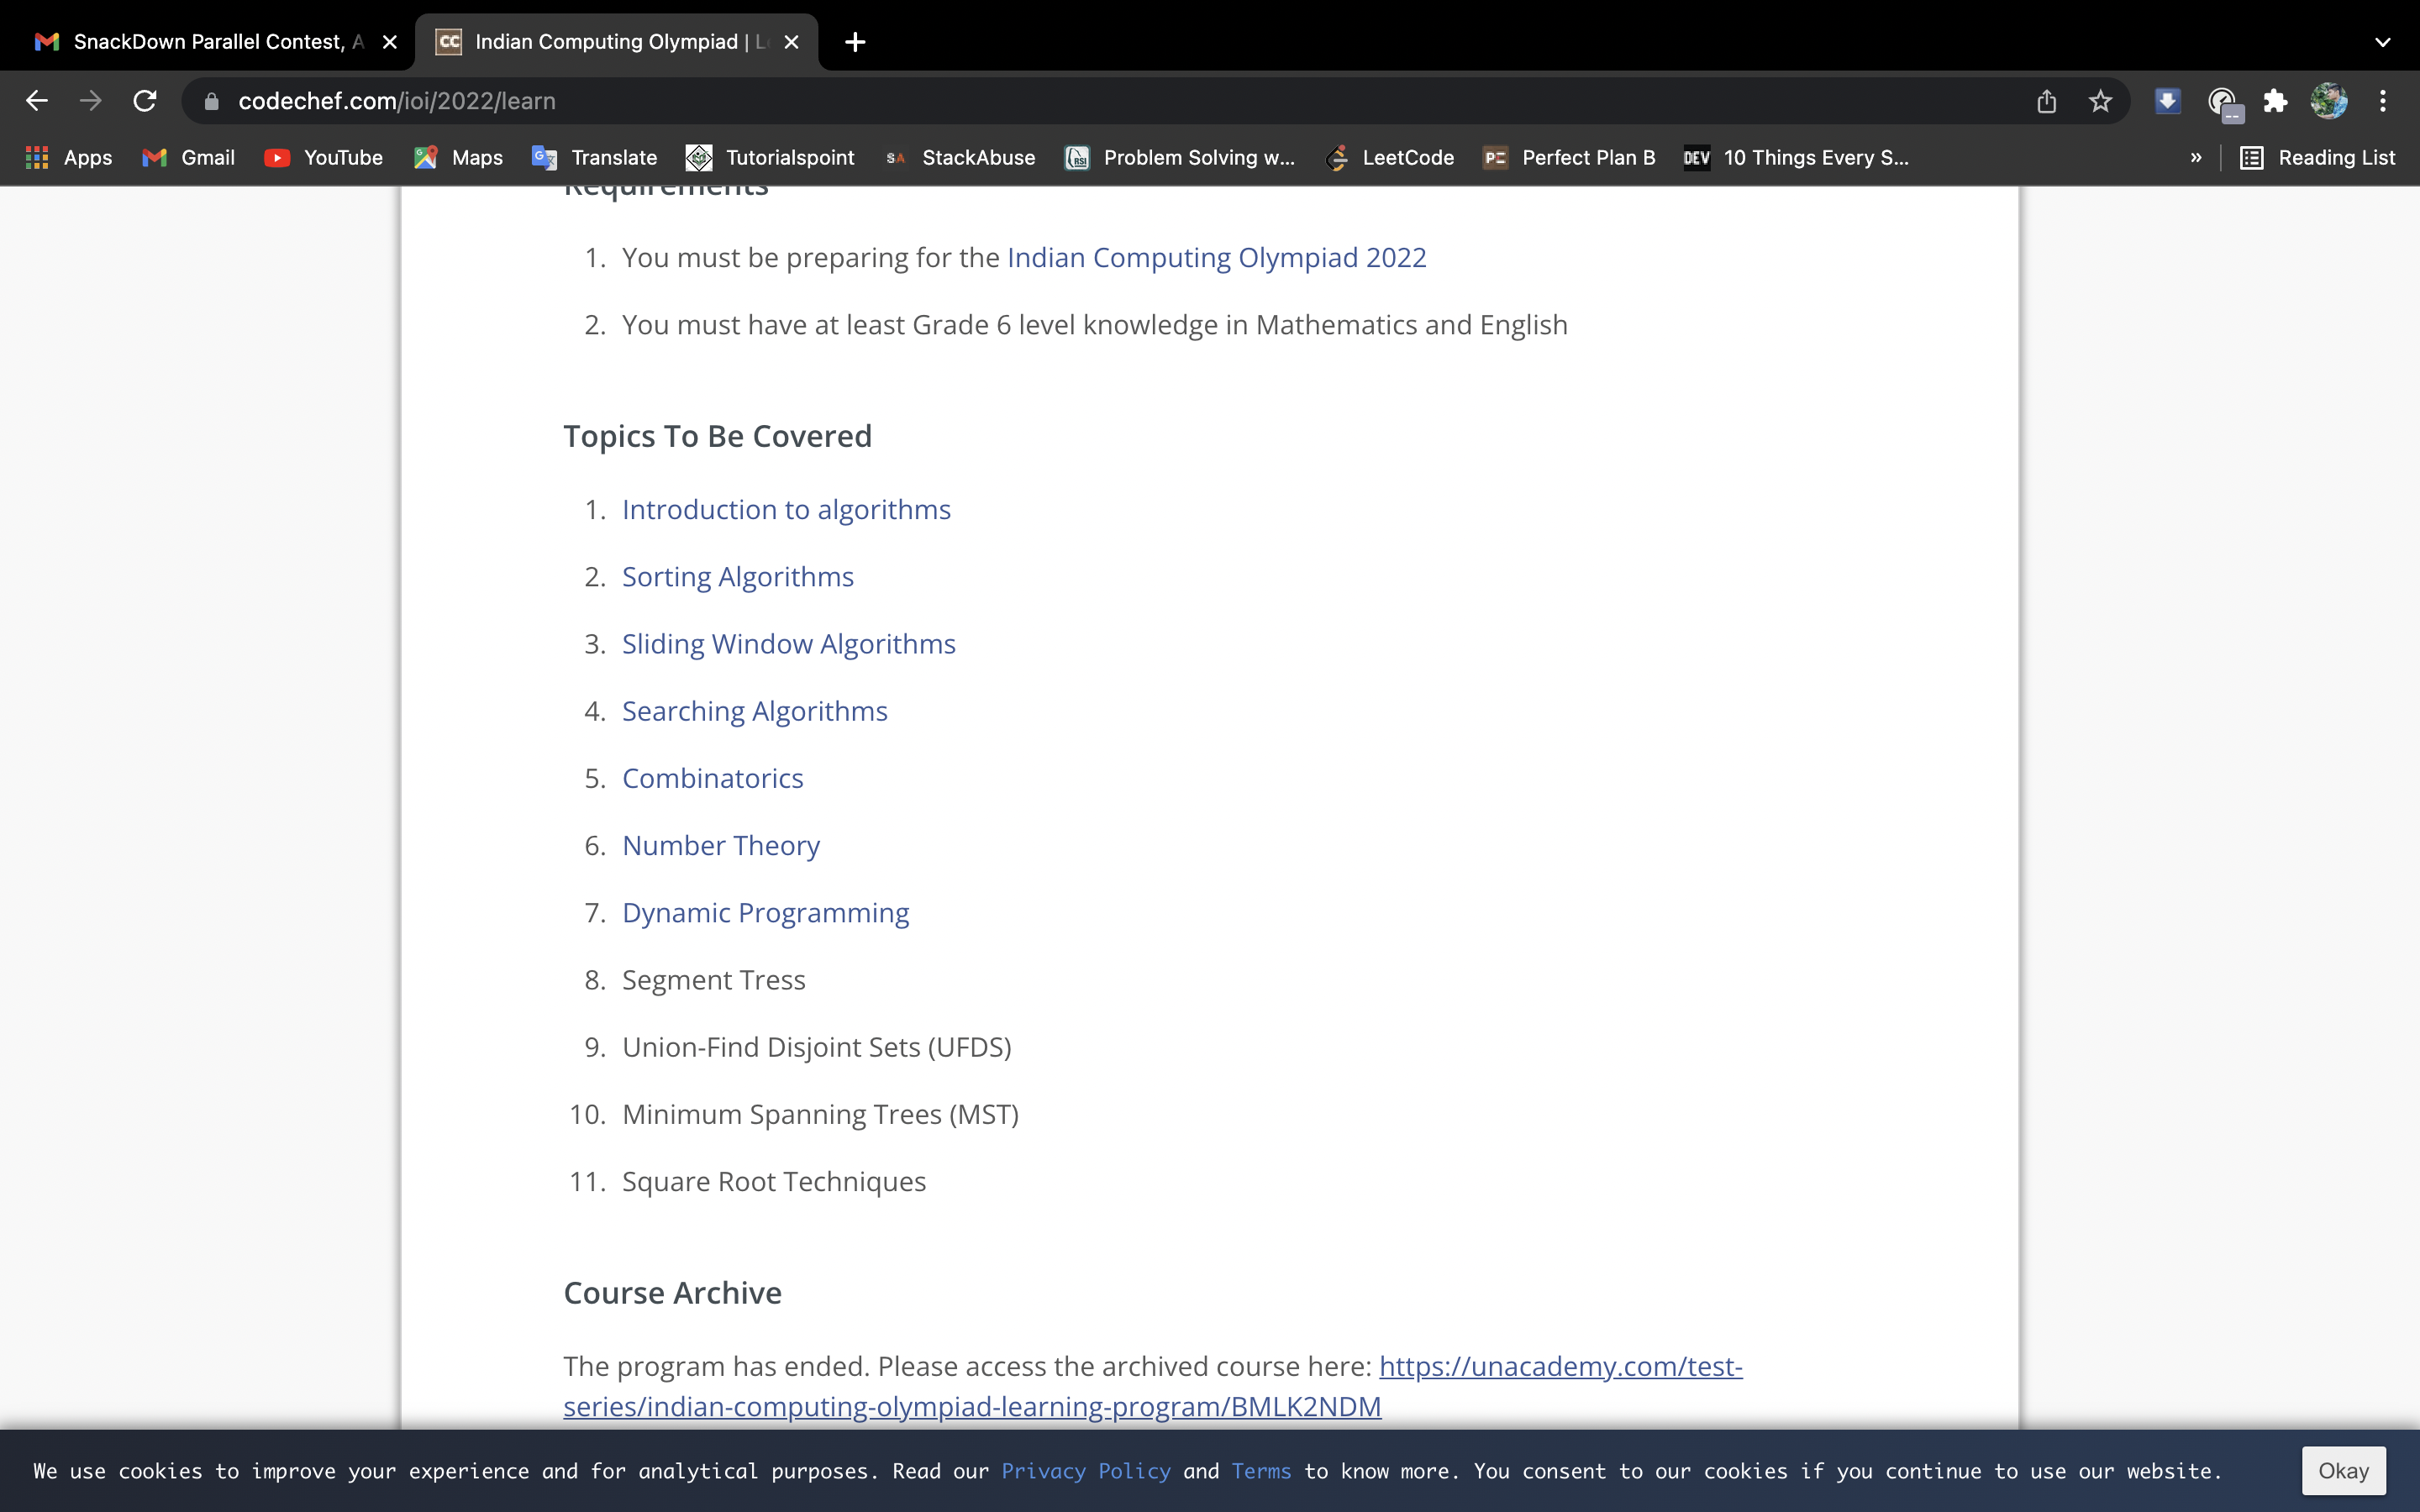 SnackDown Parallel Contest, A
Indian Computing Olympiad | L
codechef.com/ioi/2022/learn
Apps Gmail YouTube Maps Translate Tutorialspoint SA StackAbuse RSI Problem Solving w... LeetCode PC Perfect Plan B DEV 10 Things Every S... » Reading List
Requirements
1. You must be preparing for the Indian Computing Olympiad 2022
2. You must have at least Grade 6 level knowledge in Mathematics and English
Topics To Be Covered
1. Introduction to algorithms
2. Sorting Algorithms
3. Sliding Window Algorithms
4. Searching Algorithms
5. Combinatorics
6. Number Theory
7. Dynamic Programming
8. Segment Tress
9. Union-Find Disjoint Sets (UFDS)
10. Minimum Spanning Trees (MST)
11. Square Root Techniques
Course Archive
The program has ended. Please access the archived course here: https://unacademy.com/test-
series/indian-computing-olympiad-learning-program/BMLK2NDM
We use cookies to improve your experience and for analytical purposes. Read our Privacy Policy and Terms to know more. You consent to our cookies if you continue to use our website. Okay